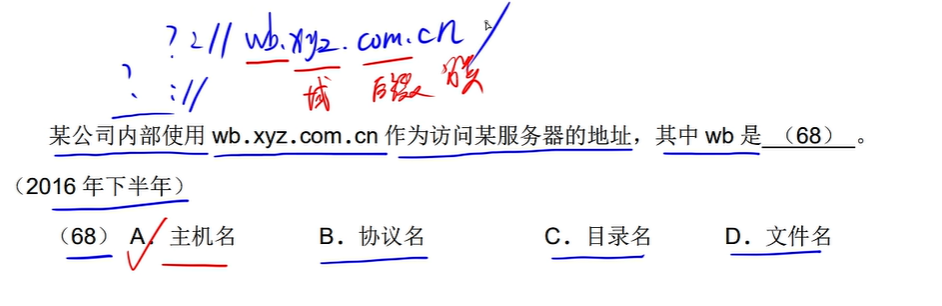 ?://wb.xyz.com.cn/
?://
域 后缀
某公司内部使用 wb.xyz.com.cn 作为访问某服务器的地址，其中 wb 是 （68） 。
（2016 年下半年）
（68） A．主机名 B．协议名 C．目录名 D．文件名